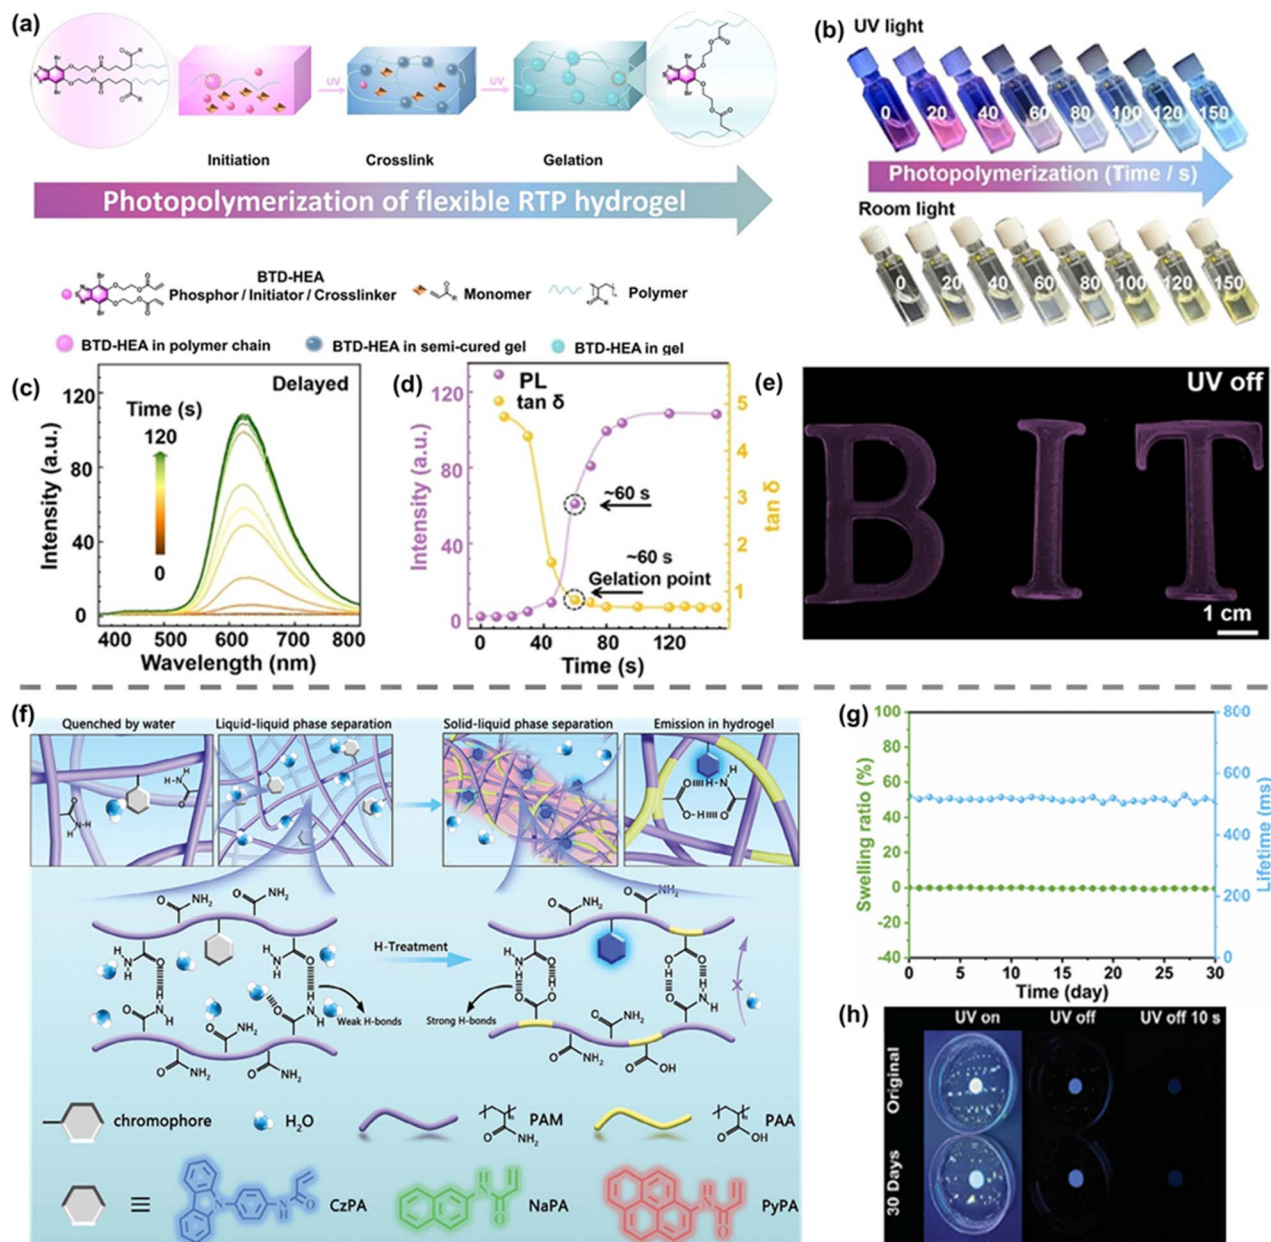 (a)
Br
R
Br
R
UV
UV
Br
Br
Initiation
Crosslink
Gelation
Photopolymerization of flexible RTP hydrogel
Br
Br
BTD-HEA
Phosphor / Initiator / Crosslinker
R
Monomer
R
Polymer
BTD-HEA in polymer chain
BTD-HEA in semi-cured gel
BTD-HEA in gel
(b)
UV light
0 20 40 60 80 100 120 150
Photopolymerization (Time / s)
Room light
0 20 40 60 80 100 120 150
(c)
Delayed
Time (s)
120
0
Intensity (a.u.)
120
80
40
0
400 500 600 700 800
Wavelength (nm)
(d)
PL
tan δ
~60 s
~60 s
Gelation point
Intensity (a.u.)
120
80
40
0
5
4
3
2
1
tan δ
0 40 80 120
Time (s)
(e)
UV off
BIT
1 cm
(f)
Quenched by water
Liquid-liquid phase separation
Solid-liquid phase separation
Emission in hydrogel
H-Treatment
Weak H-bonds
Strong H-bonds
chromophore
H₂O
PAM
PAA
CzPA
NaPA
PyPA
(g)
Swelling ratio (%)
100
80
60
40
20
0
-20
-40
800
600
400
200
0
Lifetime (ms)
0 5 10 15 20 25 30
Time (day)
(h)
UV on
UV off
UV off 10 s
Original
30 Days